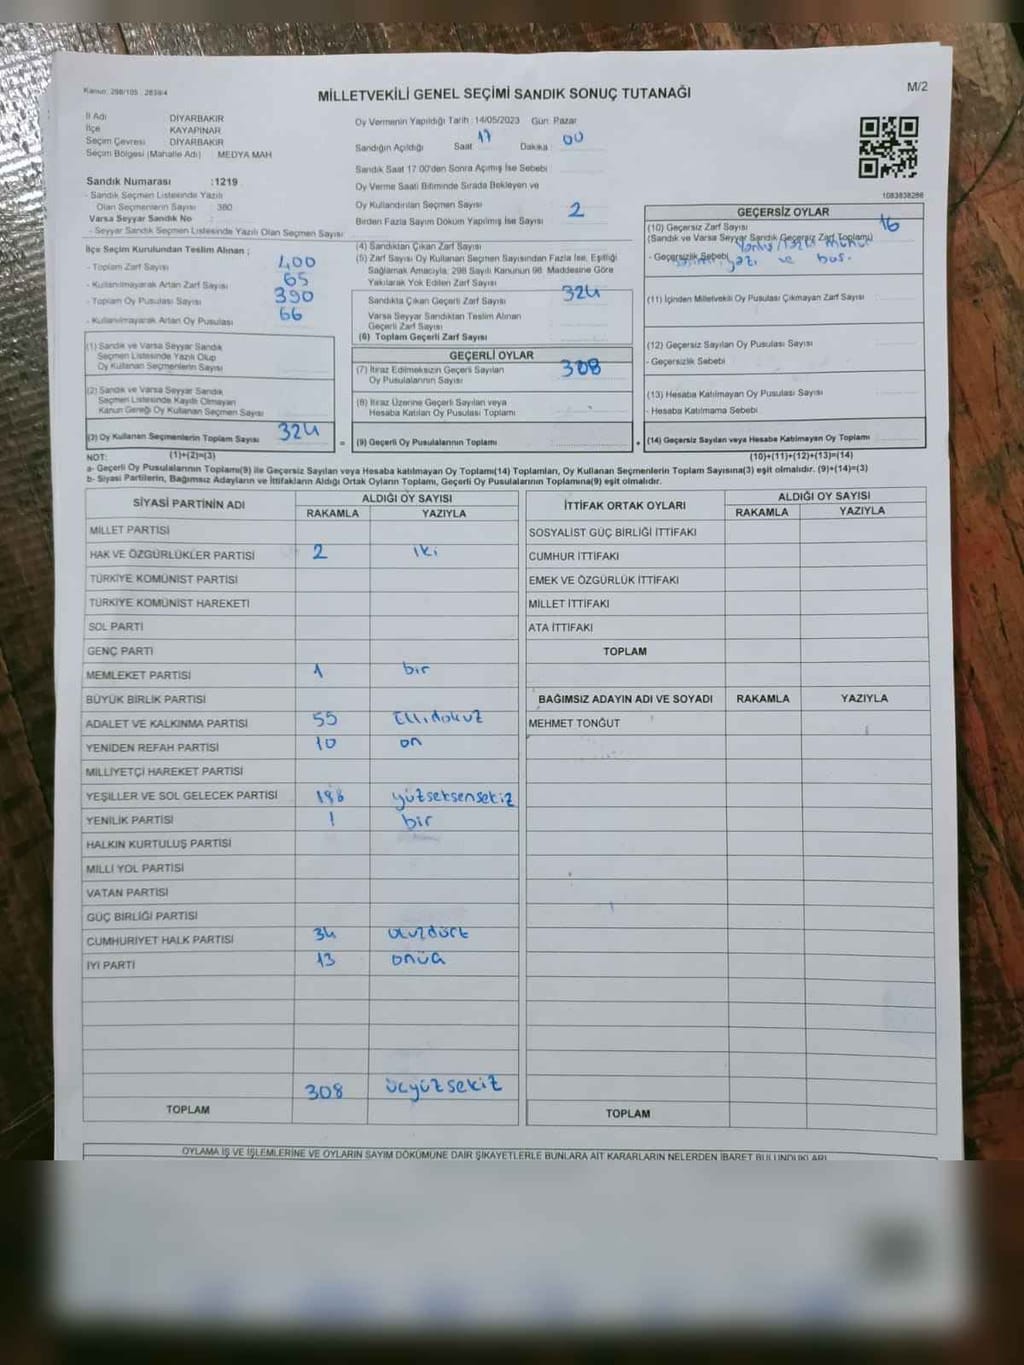 Kanun: 298/105 : 2839/4
MİLLETVEKİLİ GENEL SEÇİMİ SANDIK SONUÇ TUTANAĞI
M/2
İl Adı DİYARBAKIR
İlçe KAYAPINAR
Seçim Çevresi DİYARBAKIR
Seçim Bölgesi (Mahalle Adı) MEDYA MAH
Sandık Numarası :1219
- Sandık Seçmen Listesinde Yazılı
Olan Seçmenlerin Sayısı 380
Varsa Seyyar Sandık No :
- Seyyar Sandık Seçmen Listesinde Yazılı Olan Seçmen Sayısı
Oy Vermenin Yapıldığı Tarih : 14/05/2023 Gün: Pazar
Sandığın Açıldığı Saat 17 Dakika : 00
Sandık Saat 17:00'den Sonra Açılmış İse Sebebi
Oy Verme Saati Bitiminde Sırada Bekleyen ve
Oy Kullandırılan Seçmen Sayısı 2
Birden Fazla Sayım Döküm Yapılmış İse Sayısı
1083838286
İlçe Seçim Kurulundan Teslim Alınan ;
- Toplam Zarf Sayısı 400
- Kullanılmayarak Artan Zarf Sayısı 65
- Toplam Oy Pusulası Sayısı 390
- Kullanılmayarak Artan Oy Pusulası 66
(1) Sandık ve Varsa Seyyar Sandık
Seçmen Listesinde Yazılı Olup
Oy Kullanan Seçmenlerin Sayısı
(2) Sandık ve Varsa Seyyar Sandık
Seçmen Listesinde Kaydı Olmayan
Kanun Gereği Oy Kullanan Seçmen Sayısı
(3) Oy Kullanan Seçmenlerin Toplam Sayısı 324
(4) Sandıktan Çıkan Zarf Sayısı
(5) Zarf Sayısı Oy Kullanan Seçmen Sayısından Fazla İse, Eşitliği
Sağlamak Amacıyla, 298 Sayılı Kanunun 98. Maddesine Göre
Yakılarak Yok Edilen Zarf Sayısı
Sandıkta Çıkan Geçerli Zarf Sayısı 324
Varsa Seyyar Sandıktan Teslim Alınan
Geçerli Zarf Sayısı
(6) Toplam Geçerli Zarf Sayısı
GEÇERLİ OYLAR
(7) İtiraz Edilmeksizin Geçerli Sayılan
Oy Pusulalarının Sayısı 308
(8) İtiraz Üzerine Geçerli Sayılan veya
Hesaba Katılan Oy Pusulası Toplamı
= (9) Geçerli Oy Pusulalarının Toplamı
GEÇERSİZ OYLAR
(10) Geçersiz Zarf Sayısı 16
(Sandık ve Varsa Seyyar Sandık Geçersiz Zarf Toplamı)
- Geçersizlik Sebebi yazı ve boş.
(11) İçinden Milletvekili Oy Pusulası Çıkmayan Zarf Sayısı
(12) Geçersiz Sayılan Oy Pusulası Sayısı
- Geçersizlik Sebebi
(13) Hesaba Katılmayan Oy Pusulası Sayısı
- Hesaba Katılmama Sebebi
+ (14) Geçersiz Sayılan veya Hesaba Katılmayan Oy Toplamı
NOT: (1)+(2)=(3)
(10)+(11)+(12)+(13)=(14)
a- Geçerli Oy Pusulalarının Toplamı(9) ile Geçersiz Sayılan veya Hesaba katılmayan Oy Toplamı(14) Toplamları, Oy Kullanan Seçmenlerin Toplam Sayısına(3) eşit olmalıdır. (9)+(14)=(3)
b- Siyasi Partilerin, Bağımsız Adayların ve İttifakların Aldığı Ortak Oyların Toplamı, Geçerli Oy Pusulalarının Toplamına(9) eşit olmalıdır.
SİYASİ PARTİNİN ADI ALDIĞI OY SAYISI
RAKAMLA YAZIYLA
MİLLET PARTİSİ
HAK VE ÖZGÜRLÜKLER PARTİSİ 2 iki
TÜRKİYE KOMÜNİST PARTİSİ
TÜRKİYE KOMÜNİST HAREKETİ
SOL PARTİ
GENÇ PARTİ
MEMLEKET PARTİSİ 1 bir
BÜYÜK BİRLİK PARTİSİ
ADALET VE KALKINMA PARTİSİ 59 Ellidokuz
YENİDEN REFAH PARTİSİ 10 on
MİLLİYETÇİ HAREKET PARTİSİ
YEŞİLLER VE SOL GELECEK PARTİSİ 188 yüzseksensekiz
YENİLİK PARTİSİ 1 bir
HALKIN KURTULUŞ PARTİSİ
MİLLİ YOL PARTİSİ
VATAN PARTİSİ
GÜÇ BİRLİĞİ PARTİSİ
CUMHURİYET HALK PARTİSİ 34 otuzdört
İYİ PARTİ 13 onüç
308 üçyüzsekiz
TOPLAM
İTTİFAK ORTAK OYLARI ALDIĞI OY SAYISI
RAKAMLA YAZIYLA
SOSYALİST GÜÇ BİRLİĞİ İTTİFAKI
CUMHUR İTTİFAKI
EMEK VE ÖZGÜRLÜK İTTİFAKI
MİLLET İTTİFAKI
ATA İTTİFAKI
TOPLAM
BAĞIMSIZ ADAYIN ADI VE SOYADI RAKAMLA YAZIYLA
MEHMET TONĞUT
TOPLAM
OYLAMA İŞ VE İŞLEMLERİNE VE OYLARIN SAYIM DÖKÜMÜNE DAİR ŞİKAYETLERLE BUNLARA AİT KARARLARIN NELERDEN İBARET BULUNDUKLARI